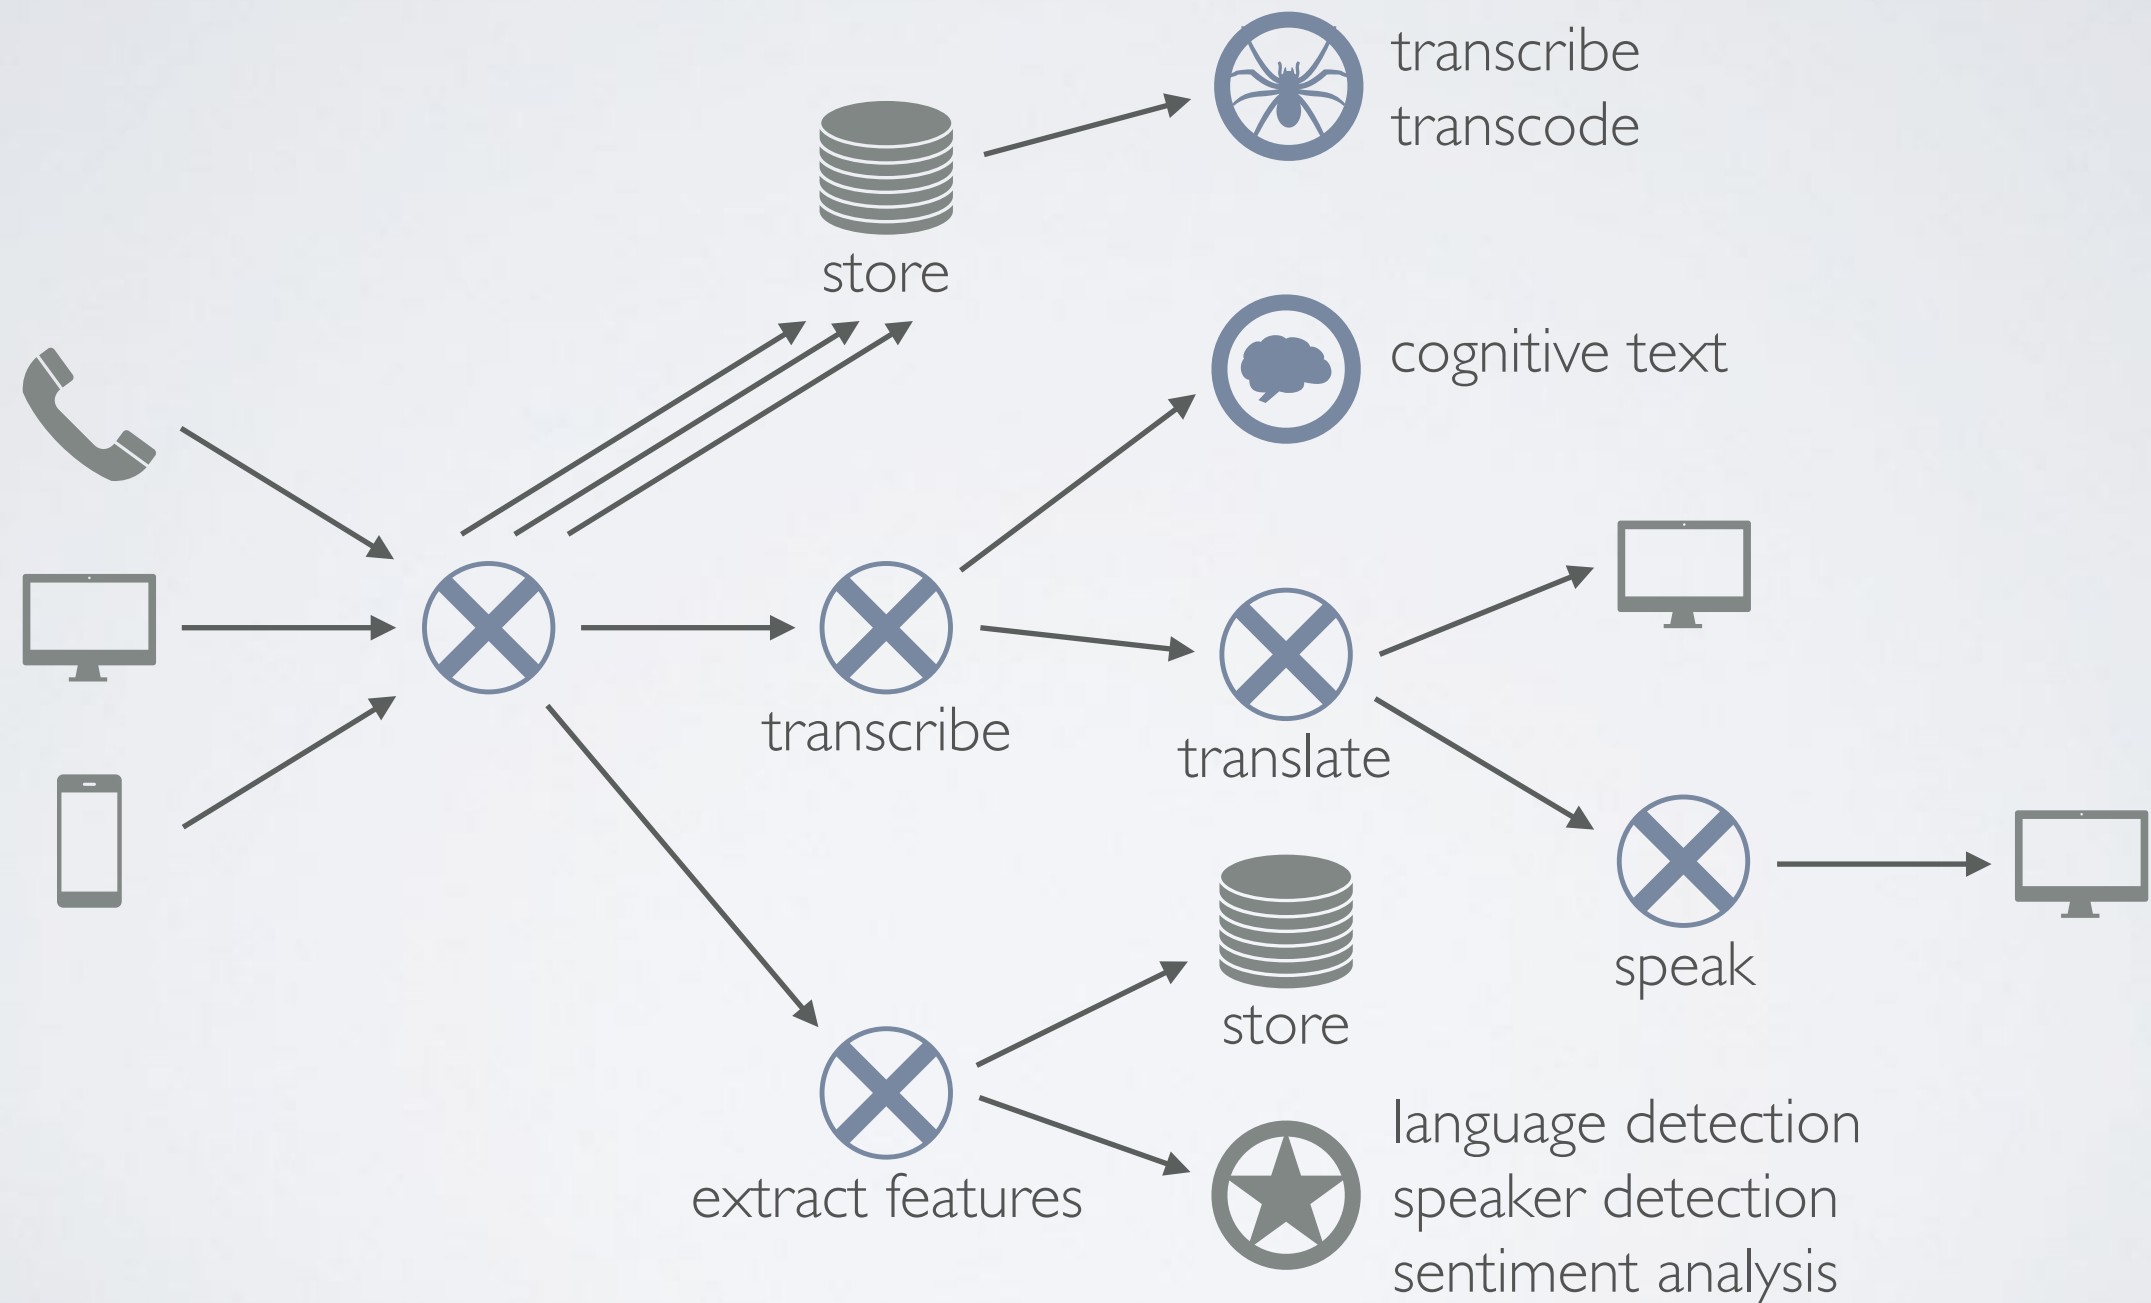 transcribe
transcode
store
cognitive text
transcribe
translate
speak
store
extract features
language detection
speaker detection
sentiment analysis